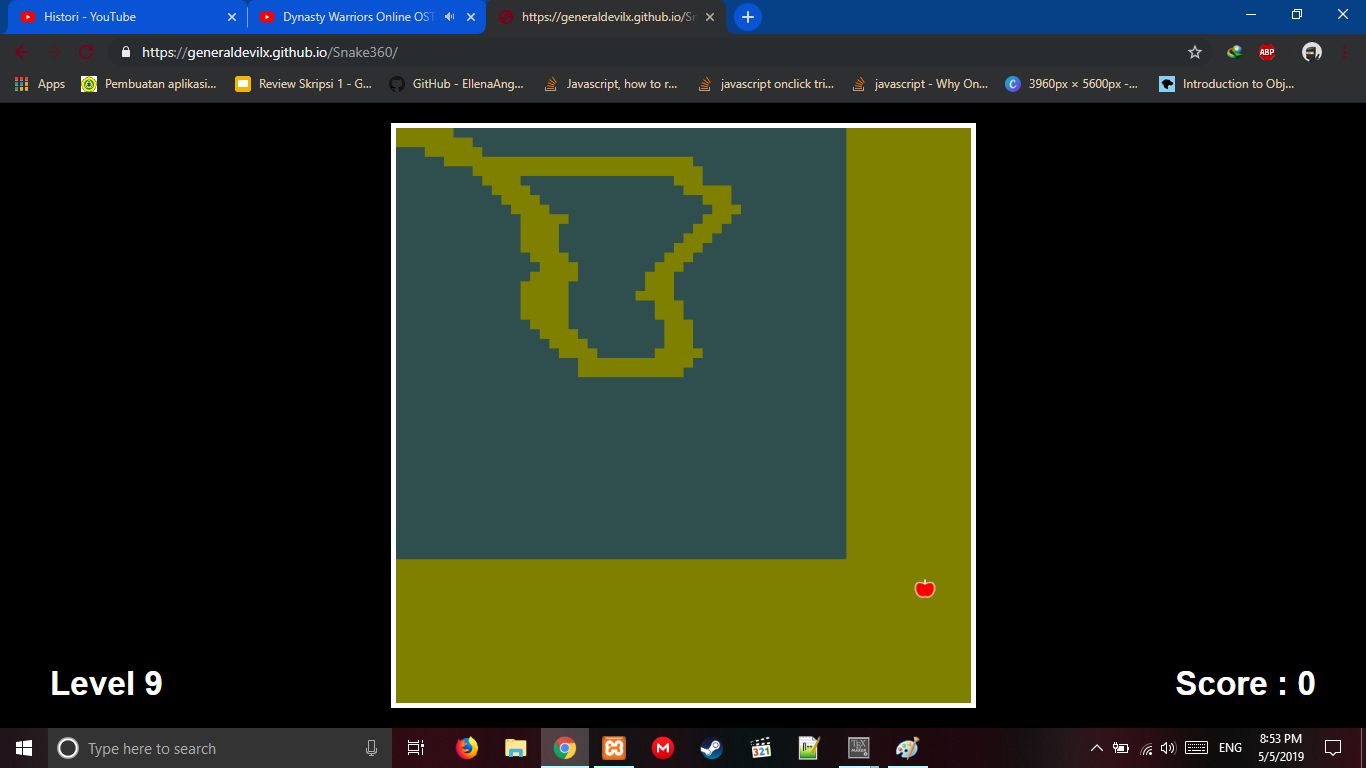 Histori - YouTube
Dynasty Warriors Online OST
https://generaldevilx.github.io/Sn
https://generaldevilx.github.io/Snake360/
ABP
Apps
Pembuatan aplikasi...
Review Skripsi 1 - G...
GitHub - EllenaAng...
Javascript, how to r...
javascript onclick tri...
javascript - Why On...
3960px × 5600px -...
Introduction to Obj...
Level 9
Score : 0
Type here to search
321
ENG
8:53 PM
5/5/2019